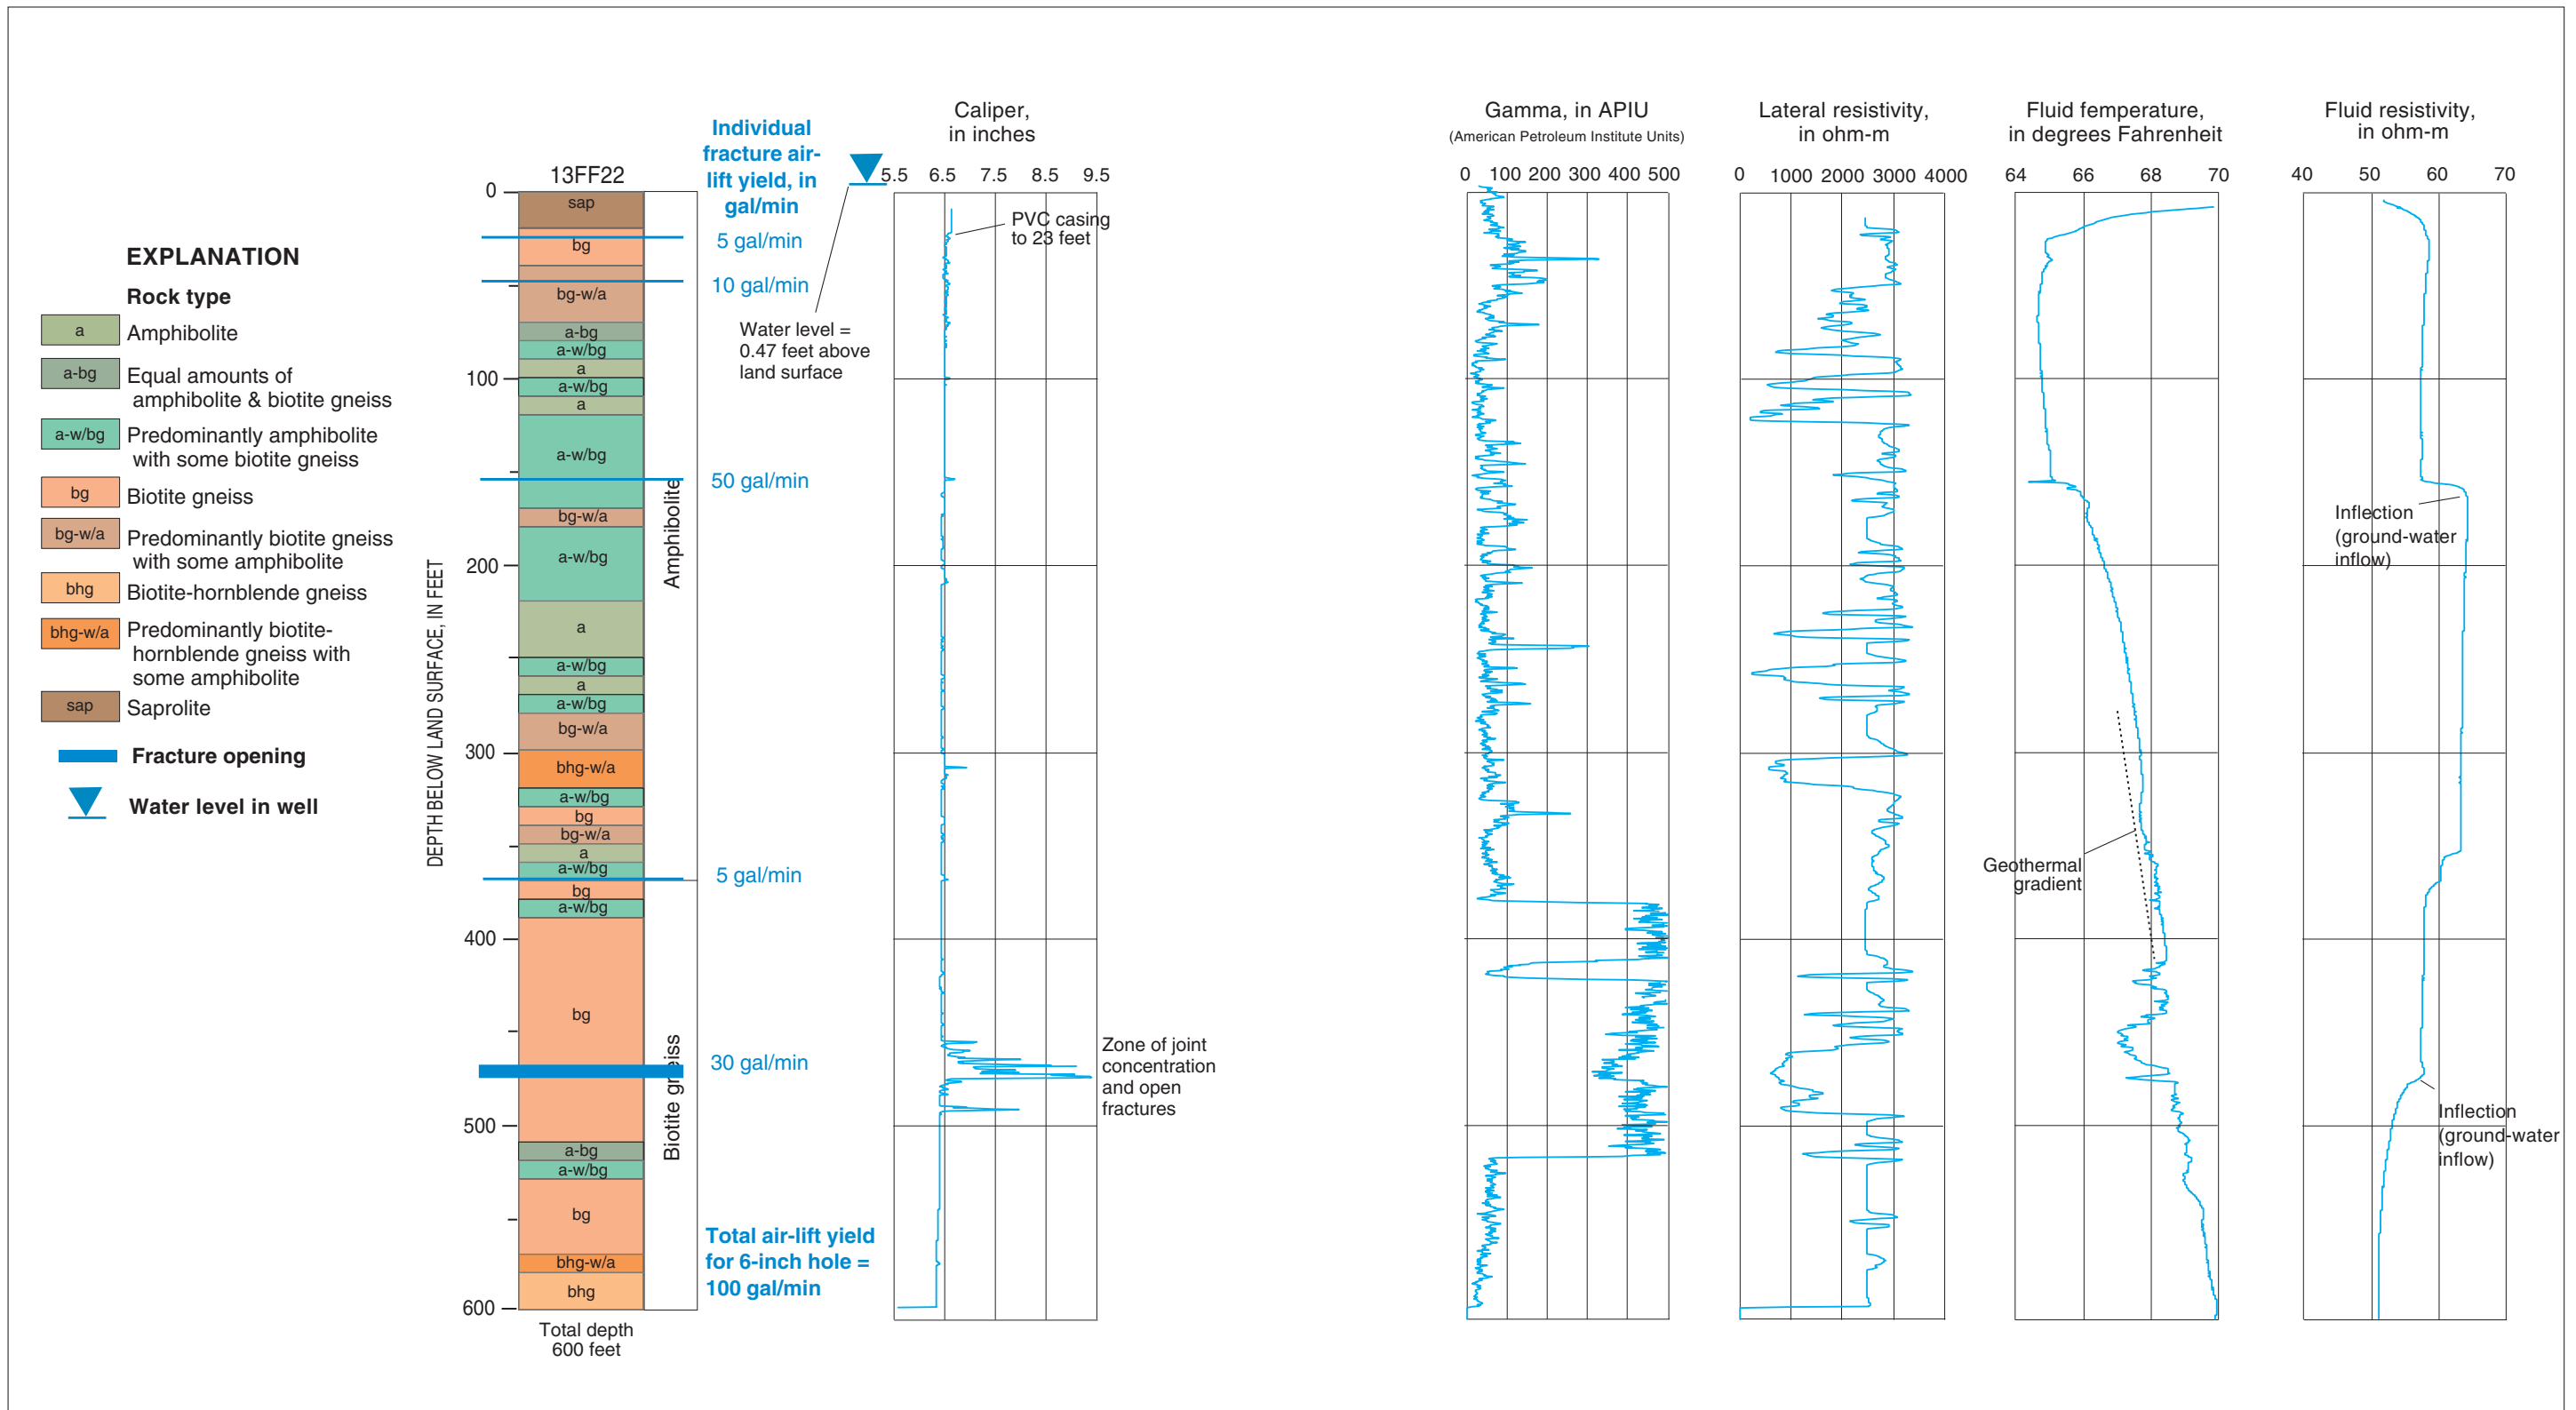 EXPLANATION
Rock type
a
Amphibolite
a-bg
Equal amounts of
amphibolite & biotite gneiss
a-w/bg
Predominantly amphibolite
with some biotite gneiss
bg
Biotite gneiss
bg-w/a
Predominantly biotite gneiss
with some amphibolite
bhg
Biotite-hornblende gneiss
bhg-w/a
Predominantly biotite-
hornblende gneiss with
some amphibolite
sap
Saprolite
Fracture opening
Water level in well
DEPTH BELOW LAND SURFACE, IN FEET
0
100
200
300
400
500
600
13FF22
sap
bg
bg-w/a
a-bg
a-w/bg
a
a-w/bg
a
a-w/bg
bg-w/a
a-w/bg
a
a-w/bg
a
a-w/bg
bg-w/a
bhg-w/a
a-w/bg
bg
bg-w/a
a
a-w/bg
bg
a-w/bg
bg
a-bg
a-w/bg
bg
bhg-w/a
bhg
Total depth
600 feet
Amphibolite
Biotite gneiss
Individual
fracture air-
lift yield, in
gal/min
5 gal/min
10 gal/min
50 gal/min
5 gal/min
30 gal/min
Total air-lift yield
for 6-inch hole =
100 gal/min
Water level =
0.47 feet above
land surface
Caliper,
in inches
5.5 6.5 7.5 8.5 9.5
PVC casing
to 23 feet
Zone of joint
concentration
and open
fractures
Gamma, in APIU
(American Petroleum Institute Units)
0 100 200 300 400 500
Lateral resistivity,
in ohm-m
0 1000 2000 3000 4000
Fluid femperature,
in degrees Fahrenheit
64 66 68 70
Geothermal
gradient
Fluid resistivity,
in ohm-m
40 50 60 70
Inflection
(ground-water
inflow)
Inflection
(ground-water
inflow)